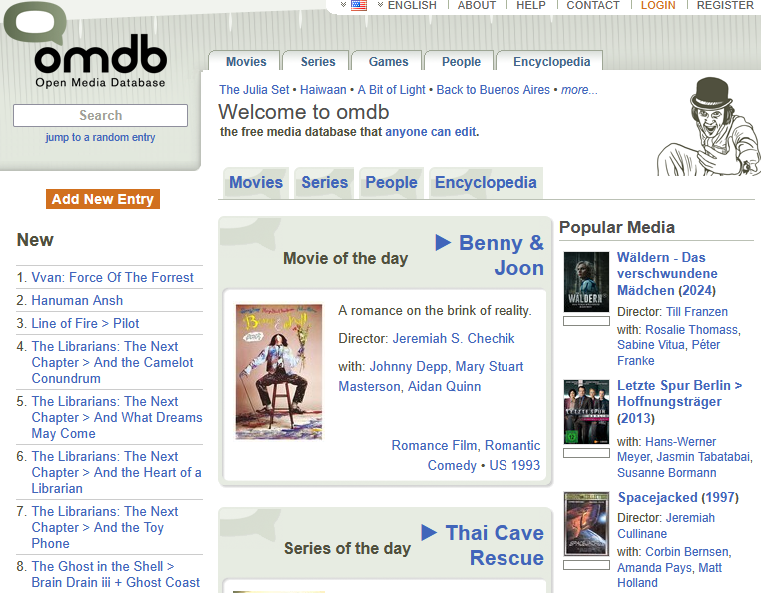 ENGLISH ABOUT HELP CONTACT LOGIN REGISTER
omdb
Open Media Database
Movies Series Games People Encyclopedia
The Julia Set • Haiwaan • A Bit of Light • Back to Buenos Aires • more...
Search
jump to a random entry
Welcome to omdb
the free media database that anyone can edit.
Movies Series People Encyclopedia
Add New Entry
New
1. Vvan: Force Of The Forrest
2. Hanuman Ansh
3. Line of Fire > Pilot
4. The Librarians: The Next
Chapter > And the Camelot
Conundrum
5. The Librarians: The Next
Chapter > And What Dreams
May Come
6. The Librarians: The Next
Chapter > And the Heart of a
Librarian
7. The Librarians: The Next
Chapter > And the Toy
Phone
8. The Ghost in the Shell >
Brain Drain iii + Ghost Coast
Movie of the day
Benny &
Joon
A romance on the brink of reality.
Director: Jeremiah S. Chechik
with: Johnny Depp, Mary Stuart
Masterson, Aidan Quinn
Romance Film, Romantic
Comedy • US 1993
Series of the day
Thai Cave
Rescue
Popular Media
WALDERN
Wäldern - Das
verschwundene
Mädchen (2024)
Director: Till Franzen
with: Rosalie Thomass,
Sabine Vitua, Péter
Franke
Letzte Spur Berlin >
Hoffnungsträger
(2013)
with: Hans-Werner
Meyer, Jasmin Tabatabai,
Susanne Bormann
Spacejacked (1997)
Director: Jeremiah
Cullinane
with: Corbin Bernsen,
Amanda Pays, Matt
Holland